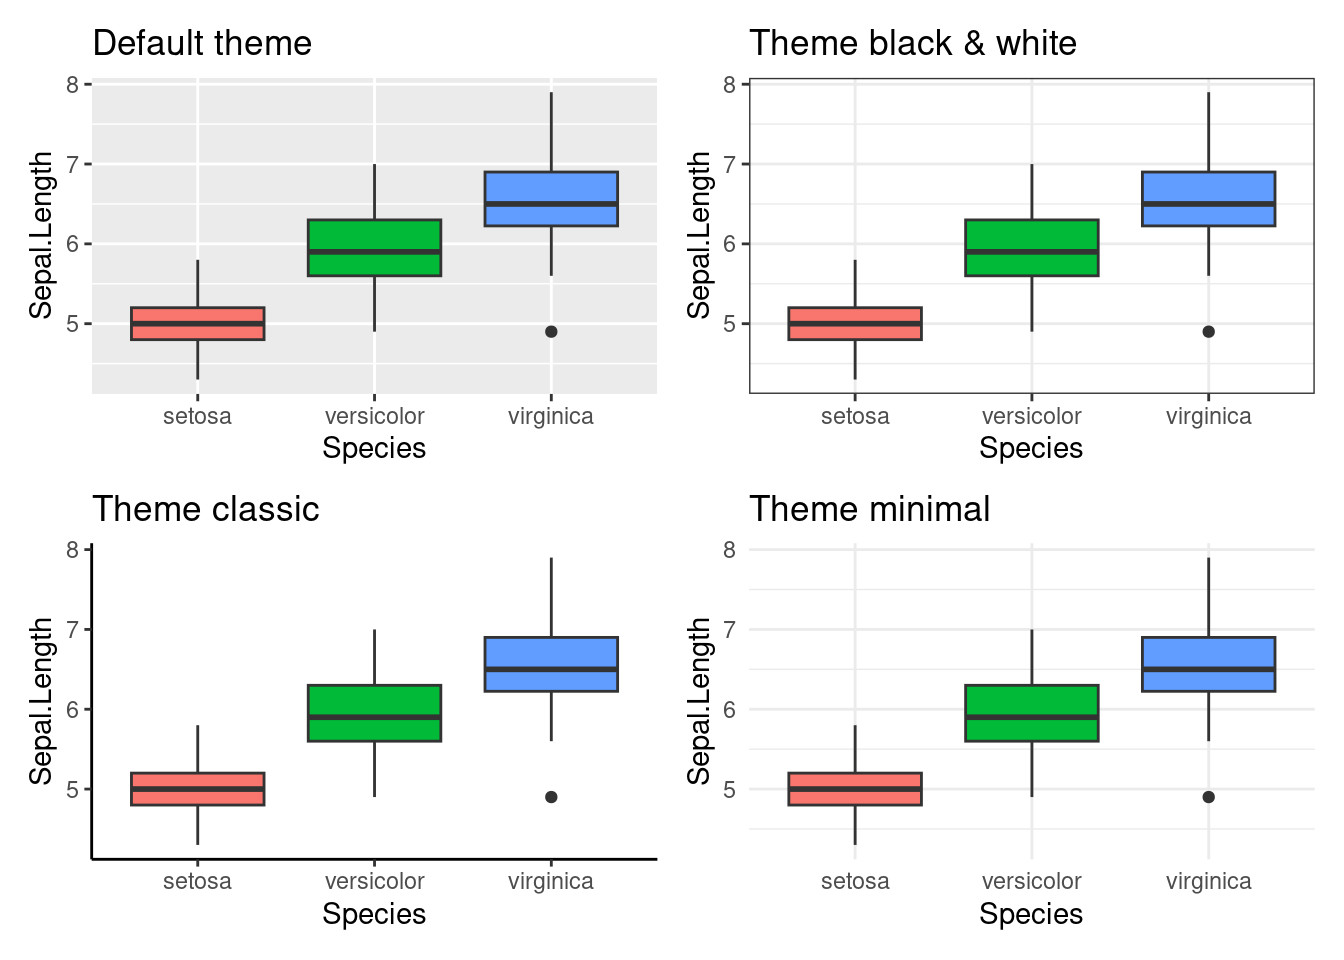 Default theme
8
7
6
5
Sepal.Length
setosa versicolor virginica
Species
Theme black & white
8
7
6
5
Sepal.Length
setosa versicolor virginica
Species
Theme classic
8
7
6
5
Sepal.Length
setosa versicolor virginica
Species
Theme minimal
8
7
6
5
Sepal.Length
setosa versicolor virginica
Species